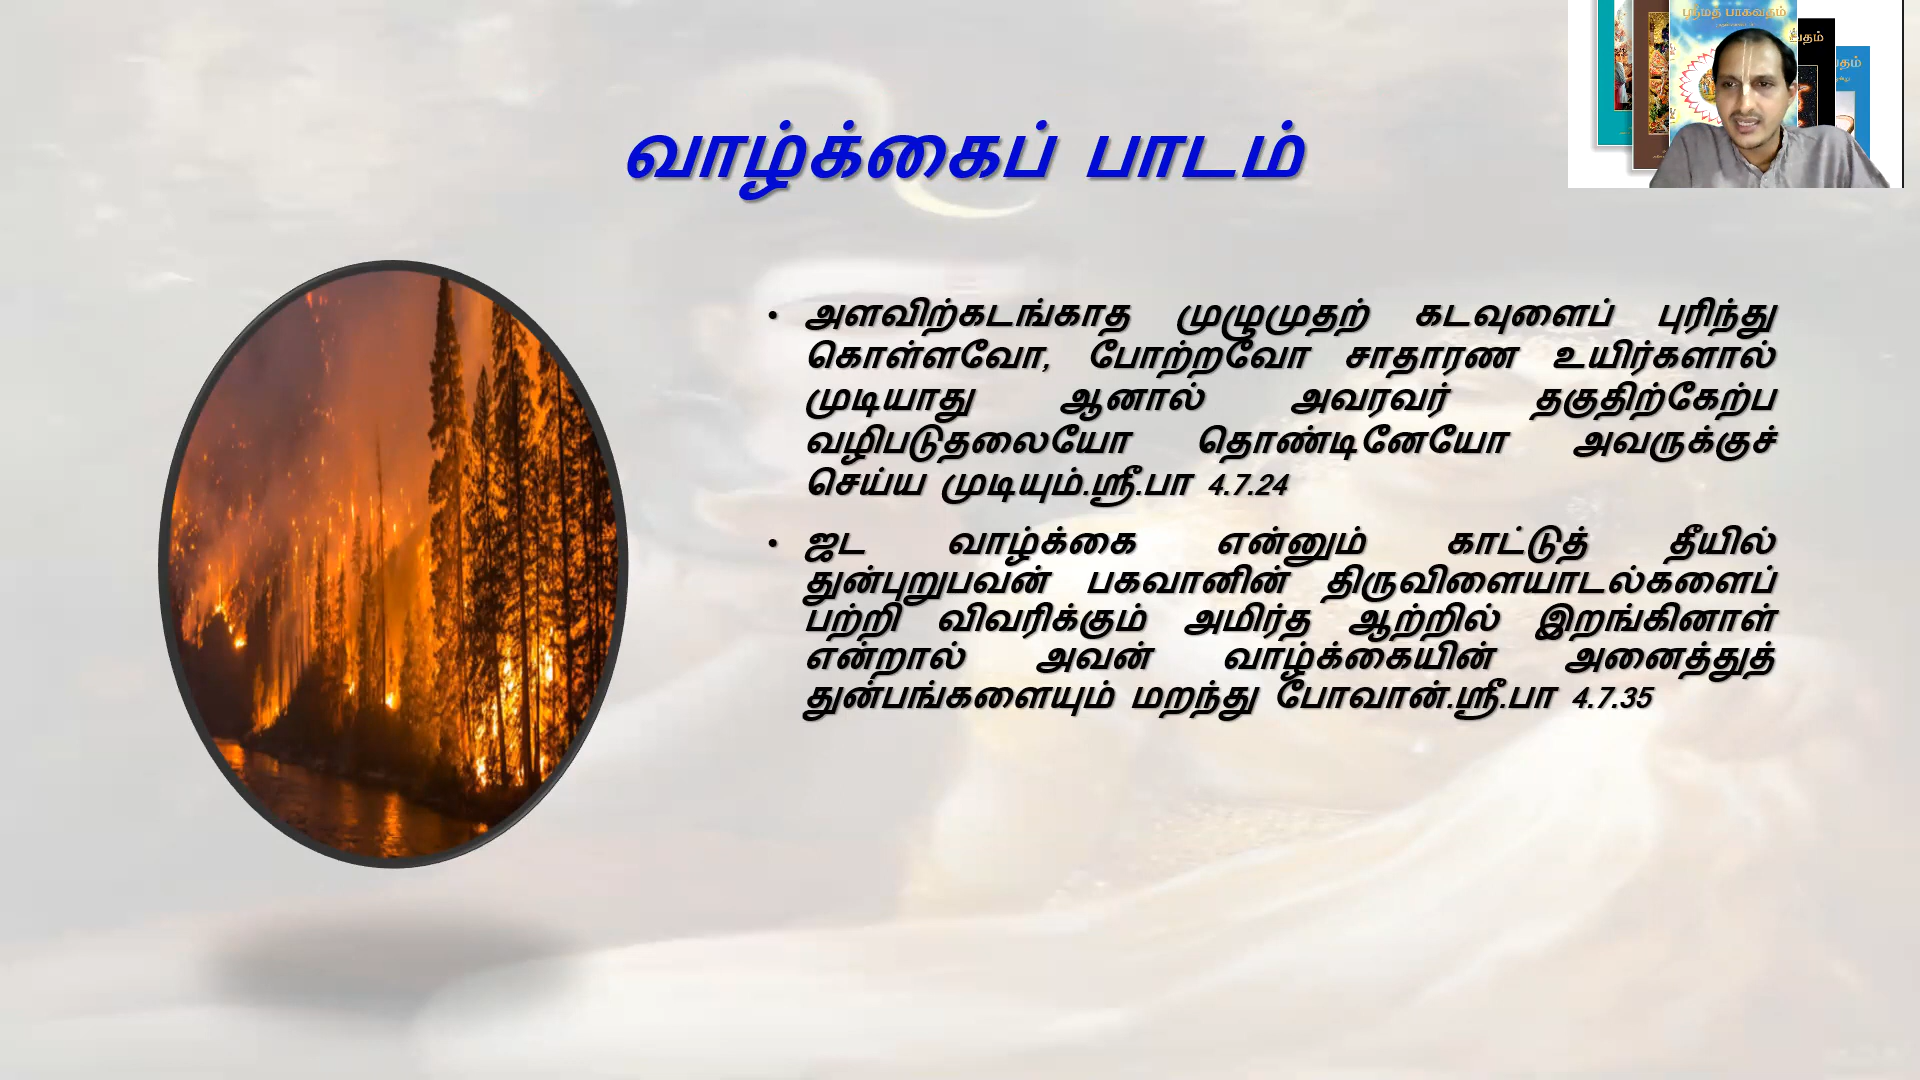 ஸ்ரீமத் பாகவதம்
வாழ்க்கைப் பாடம்
• அளவிற்கடங்காத முழுமுதற் கடவுளைப் புரிந்து
கொள்ளவோ, போற்றவோ சாதாரண உயிர்களால்
முடியாது ஆனால் அவரவர் தகுதிற்கேற்ப
வழிபடுதலையோ தொண்டினேயோ அவருக்குச்
செய்ய முடியும்.ஸ்ரீ.பா 4.7.24
• ஜட வாழ்க்கை என்னும் காட்டுத் தீயில்
துன்புறுபவன் பகவானின் திருவிளையாடல்களைப்
பற்றி விவரிக்கும் அமிர்த ஆற்றில் இறங்கினாள்
என்றால் அவன் வாழ்க்கையின் அனைத்துத்
துன்பங்களையும் மறந்து போவான்.ஸ்ரீ.பா 4.7.35